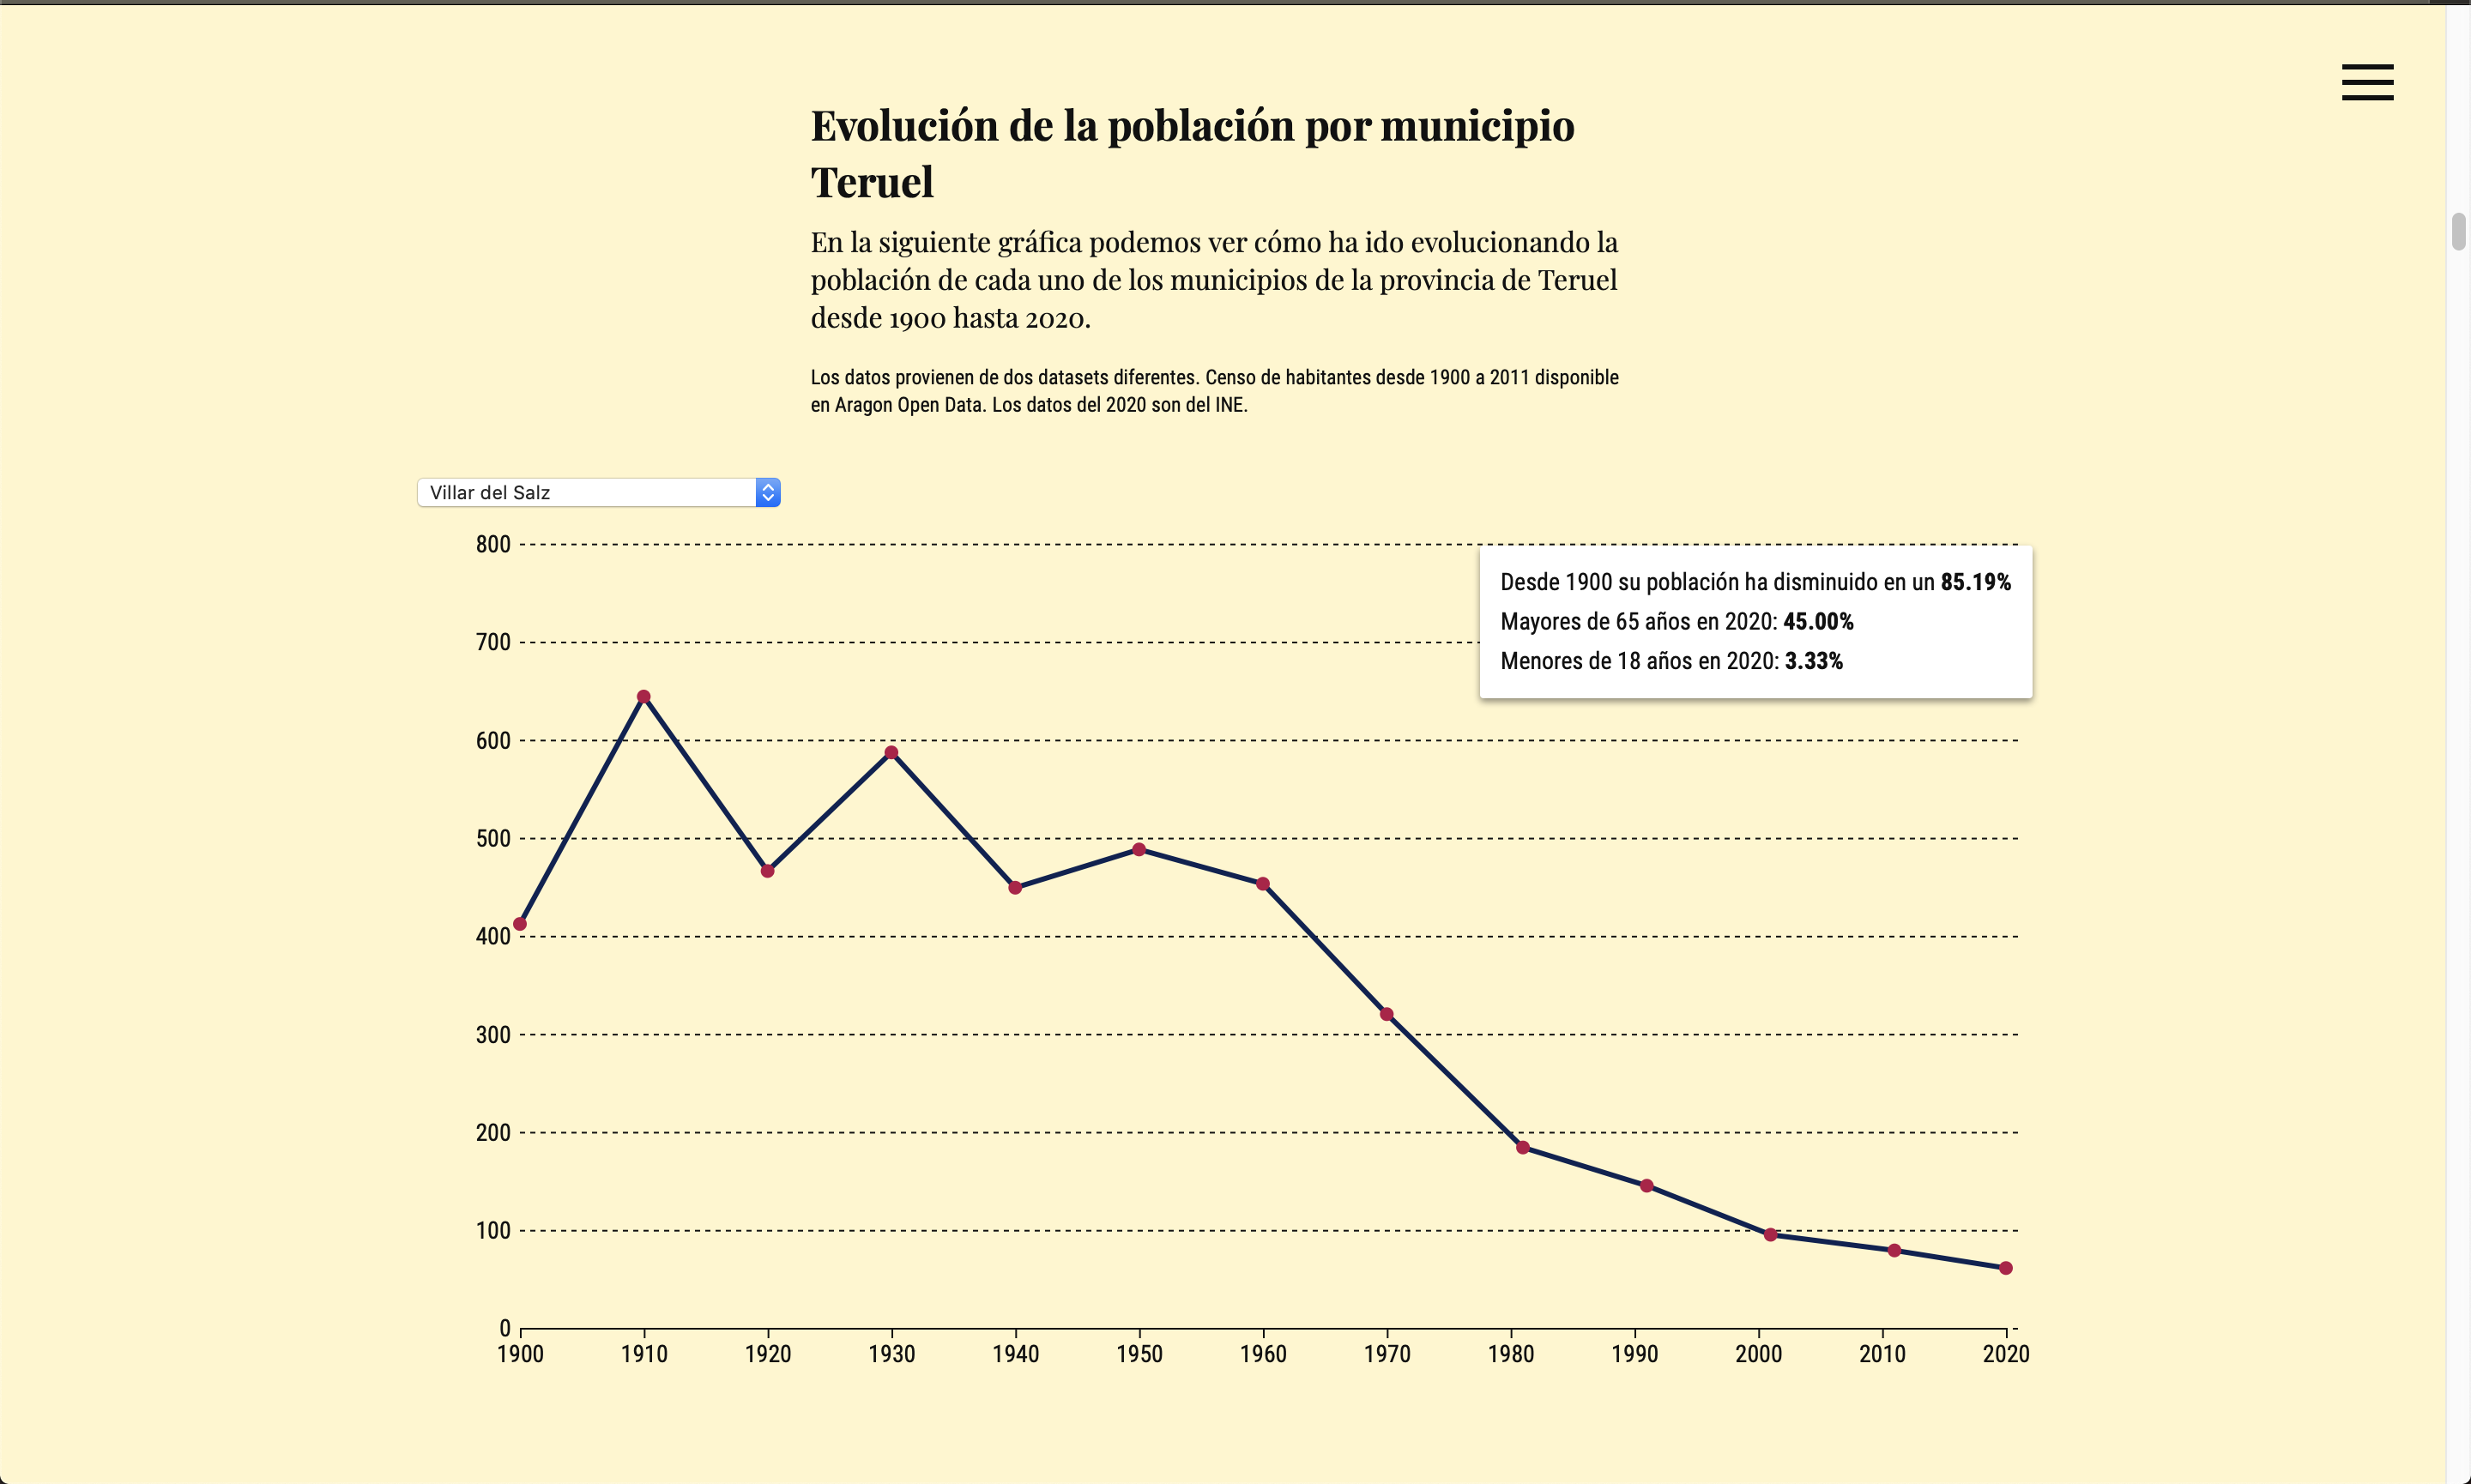 Evolución de la población por municipio
Teruel
En la siguiente gráfica podemos ver cómo ha ido evolucionando la
población de cada uno de los municipios de la provincia de Teruel
desde 1900 hasta 2020.
Los datos provienen de dos datasets diferentes. Censo de habitantes desde 1900 a 2011 disponible
en Aragon Open Data. Los datos del 2020 son del INE.
Villar del Salz
800
Desde 1900 su población ha disminuido en un 85.19%
Mayores de 65 años en 2020: 45.00%
Menores de 18 años en 2020: 3.33%
700
600
500
400
300
200
100
0
1900 1910 1920 1930 1940 1950 1960 1970 1980 1990 2000 2010 2020